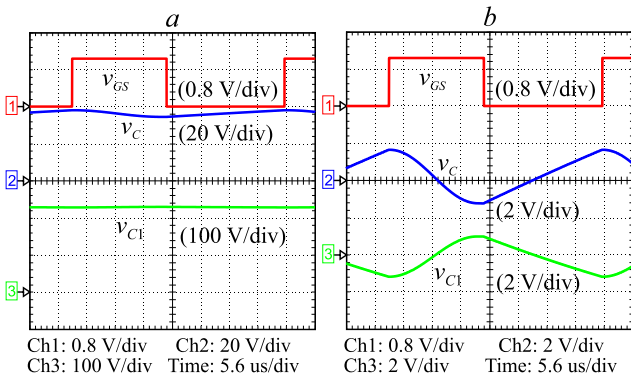 a
1
v_GS
(0.8 V/div)
v_C
(20 V/div)
2
v_C1
(100 V/div)
3
Ch1: 0.8 V/div Ch2: 20 V/div
Ch3: 100 V/div Time: 5.6 us/div
b
1
v_GS
(0.8 V/div)
v_C
2
(2 V/div)
3
v_C1
(2 V/div)
Ch1: 0.8 V/div Ch2: 2 V/div
Ch3: 2 V/div Time: 5.6 us/div